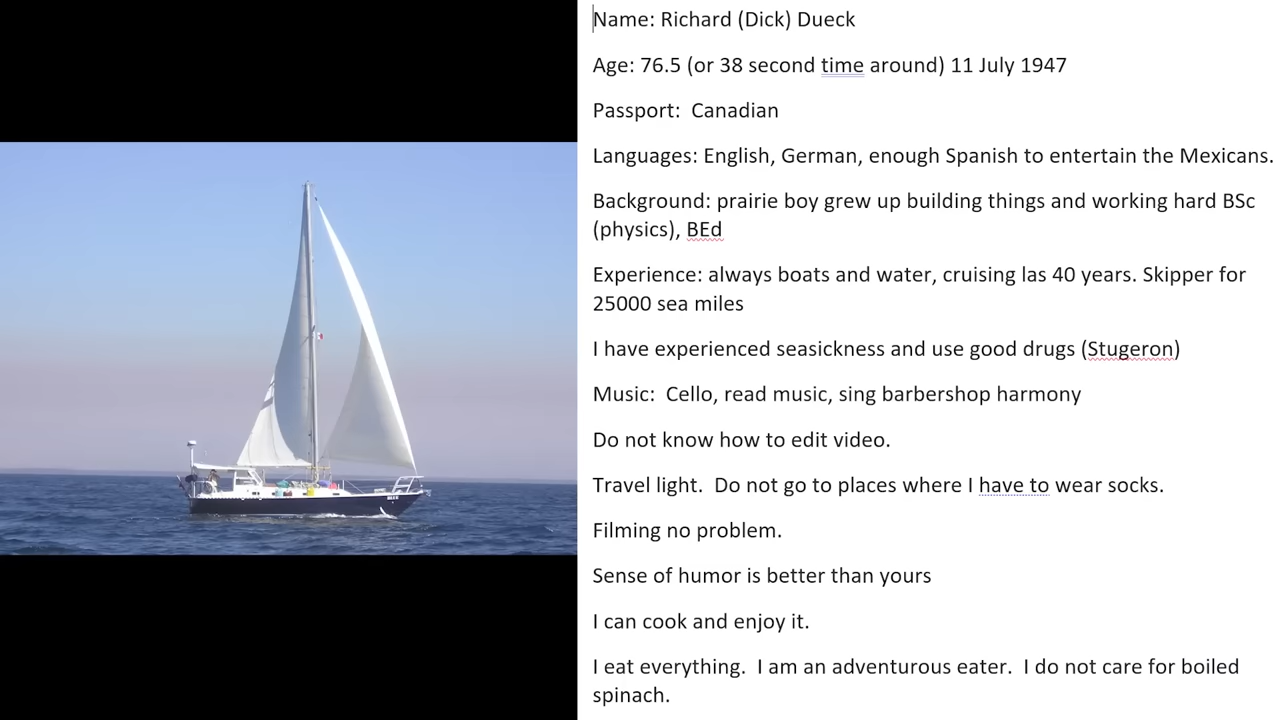 Name: Richard (Dick) Dueck
Age: 76.5 (or 38 second time around) 11 July 1947
Passport:  Canadian
Languages: English, German, enough Spanish to entertain the Mexicans.
Background: prairie boy grew up building things and working hard BSc
(physics), BEd
Experience: always boats and water, cruising las 40 years. Skipper for
25000 sea miles
I have experienced seasickness and use good drugs (Stugeron)
Music:  Cello, read music, sing barbershop harmony
Do not know how to edit video.
Travel light.  Do not go to places where I have to wear socks.
Filming no problem.
Sense of humor is better than yours
I can cook and enjoy it.
I eat everything.  I am an adventurous eater.  I do not care for boiled
spinach.